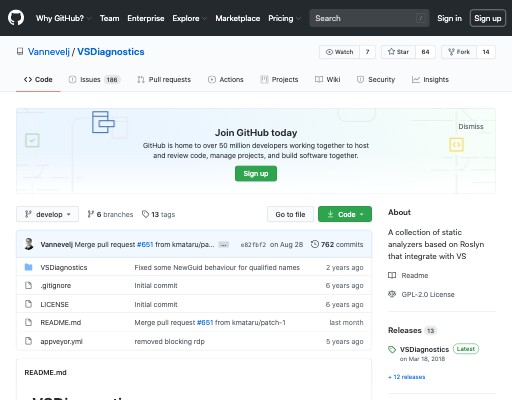 Why GitHub? Team Enterprise Explore Marketplace Pricing Search / Sign in Sign up
Vannevelj / VSDiagnostics Watch 7 Star 64 Fork 14
Code Issues 186 Pull requests Actions Projects Wiki Security Insights
Join GitHub today
Dismiss
GitHub is home to over 50 million developers working together to host
and review code, manage projects, and build software together.
Sign up
develop 6 branches 13 tags Go to file Code
Vannevelj Merge pull request #651 from kmataru/pa... ... e82fbf2 on Aug 28 762 commits
VSDiagnostics Fixed some NewGuid behaviour for qualified names 2 years ago
.gitignore Initial commit 6 years ago
LICENSE Initial commit 6 years ago
README.md Merge pull request #651 from kmataru/patch-1 last month
appveyor.yml removed blocking rdp 5 years ago
README.md
VSDiagnostics
About
A collection of static
analyzers based on Roslyn
that integrate with VS
Readme
GPL-2.0 License
Releases 13
VSDiagnostics Latest
on Mar 18, 2018
+ 12 releases